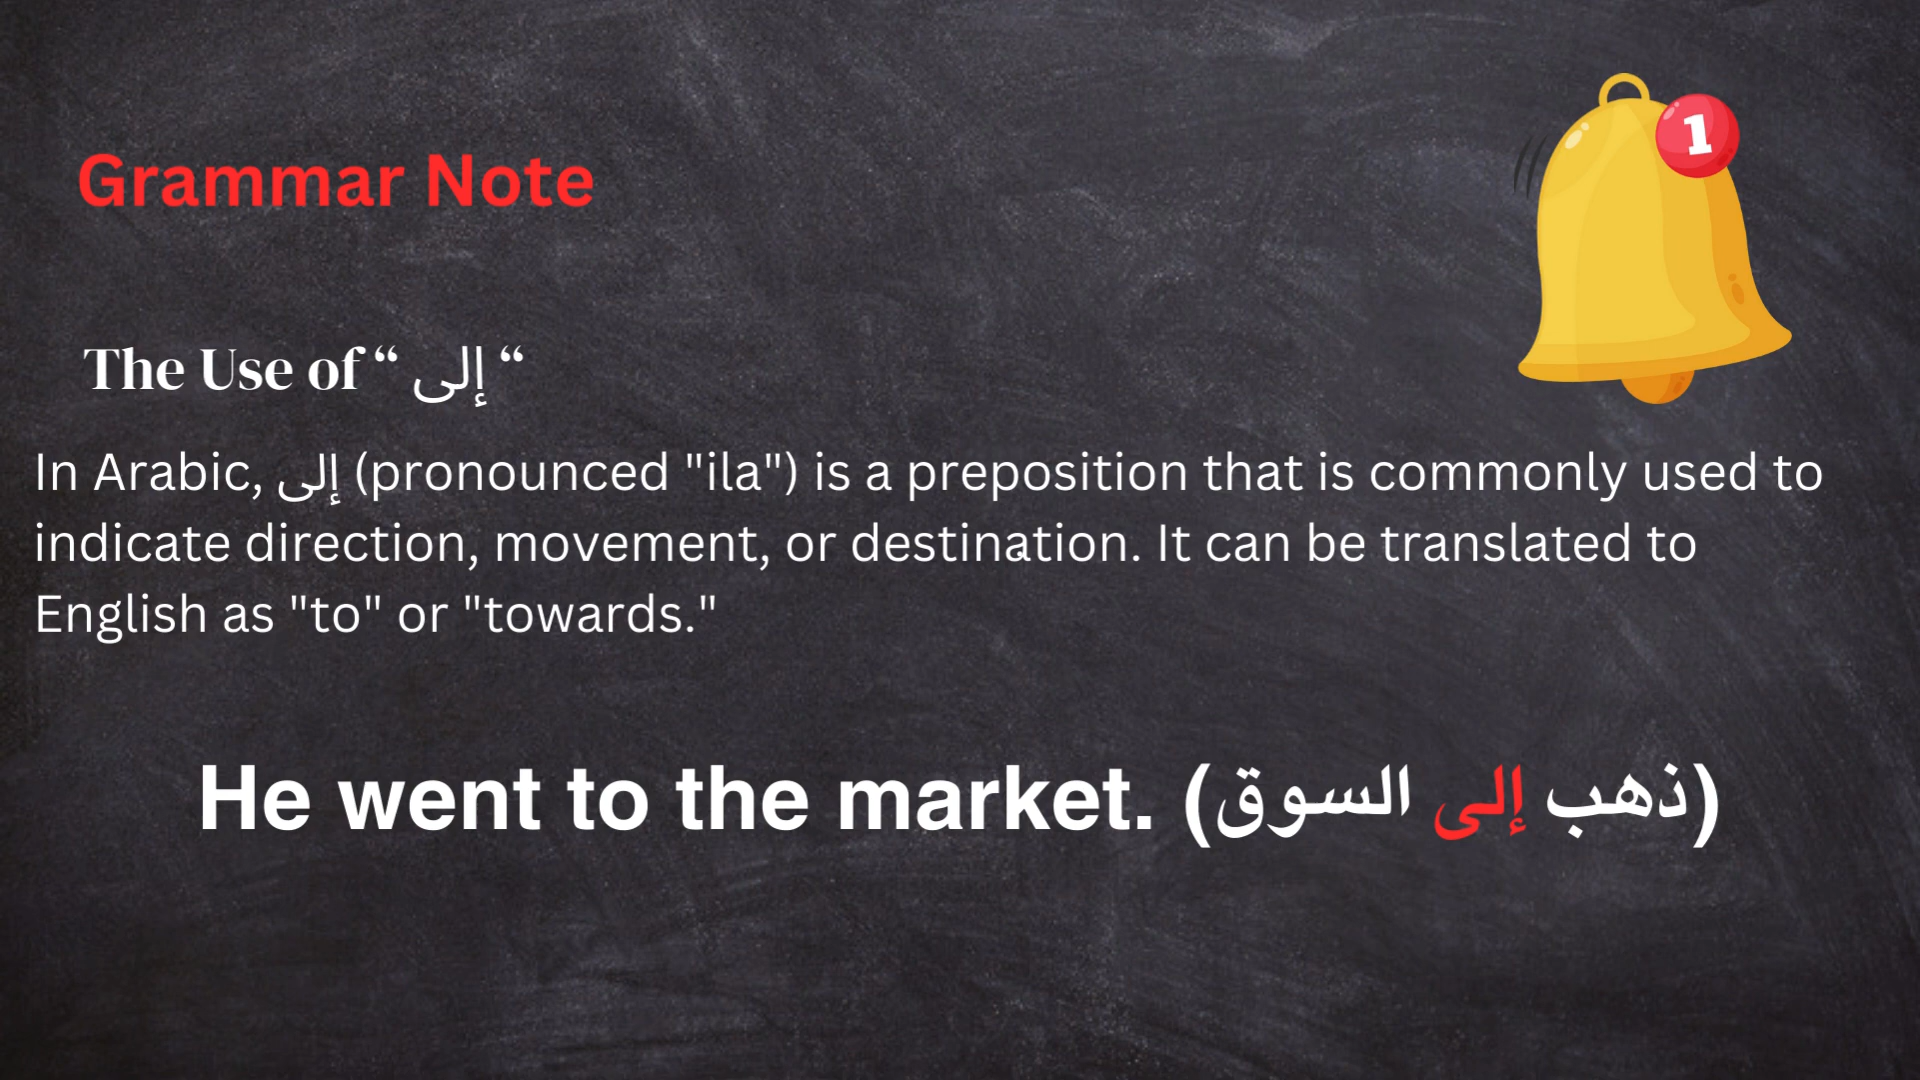 1
Grammar Note
The Use of “ إلى “
In Arabic, إلى (pronounced "ila") is a preposition that is commonly used to
indicate direction, movement, or destination. It can be translated to
English as "to" or "towards."
He went to the market. (ذهب إلى السوق)